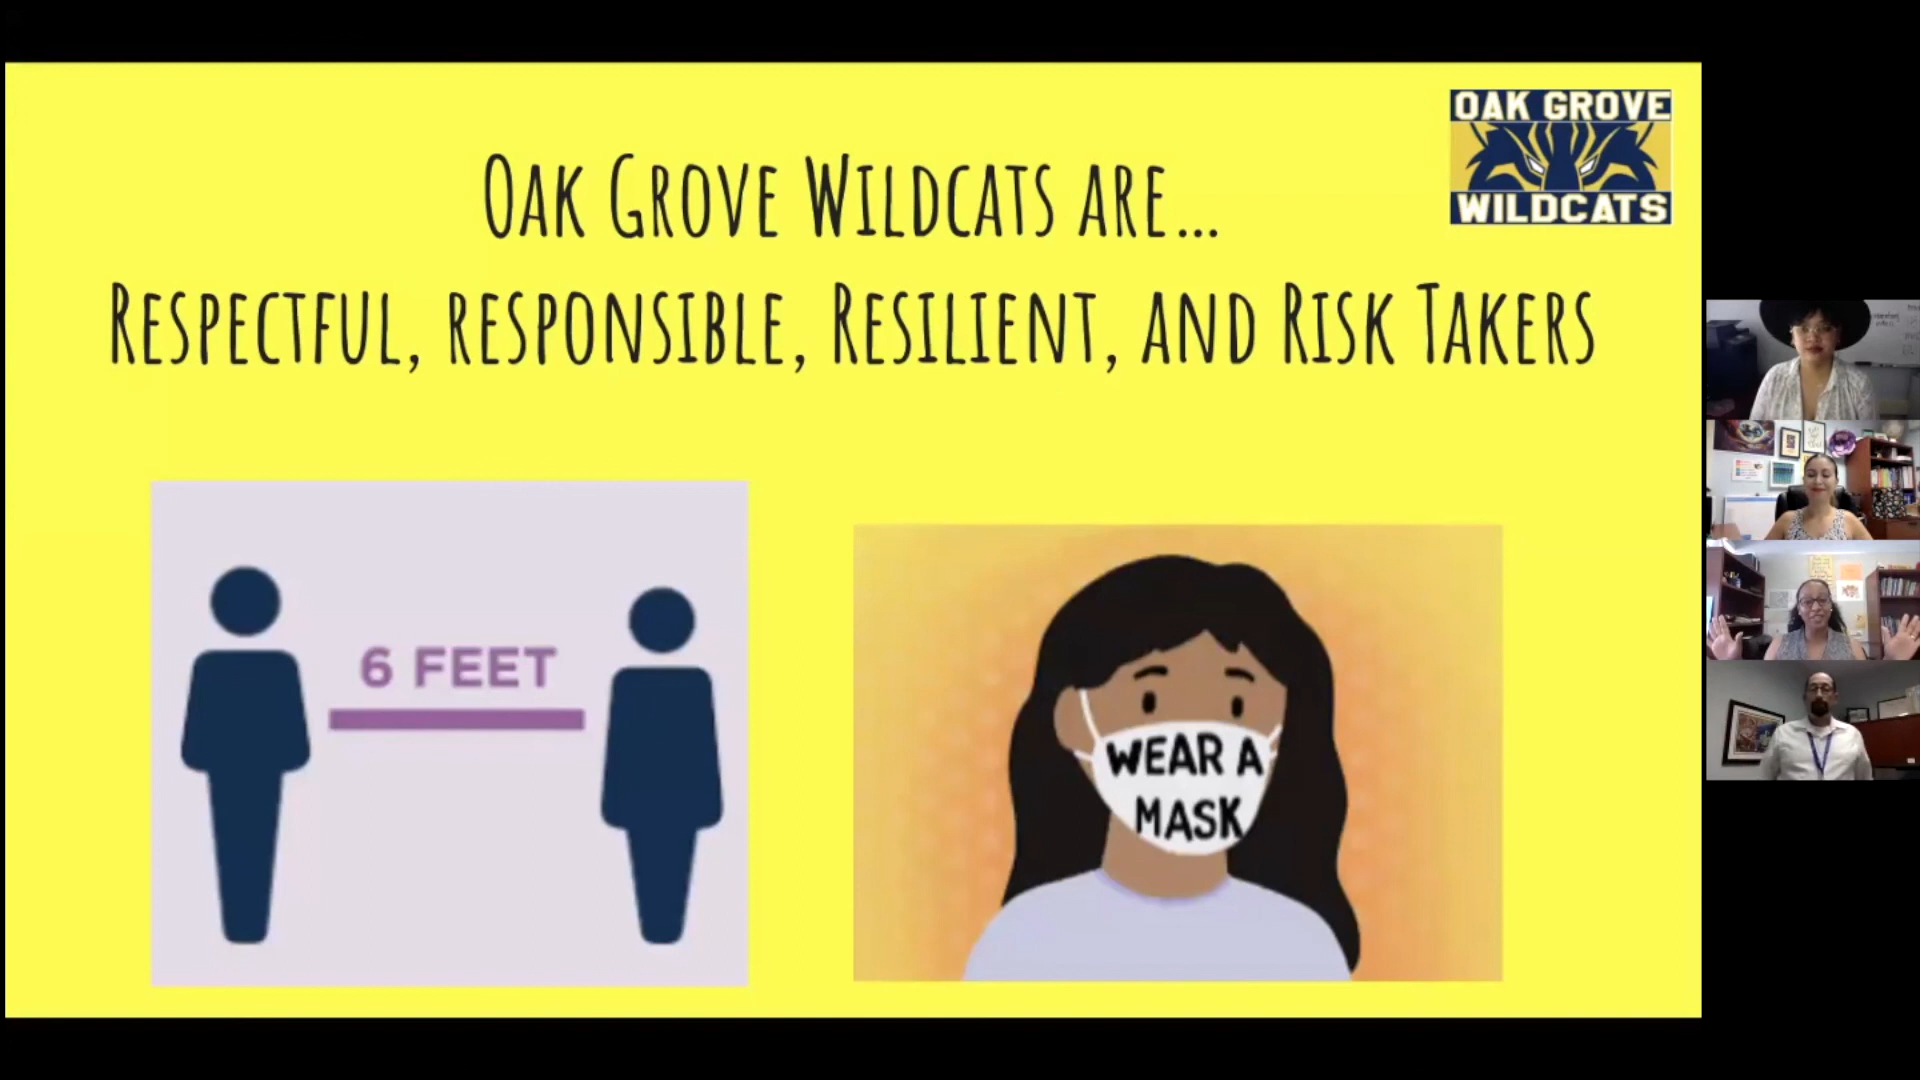 OAK GROVE
WILDCATS
OAK GROVE WILDCATS ARE...
RESPECTFUL, RESPONSIBLE, RESILIENT, AND RISK TAKERS
6 FEET
WEAR A
MASK